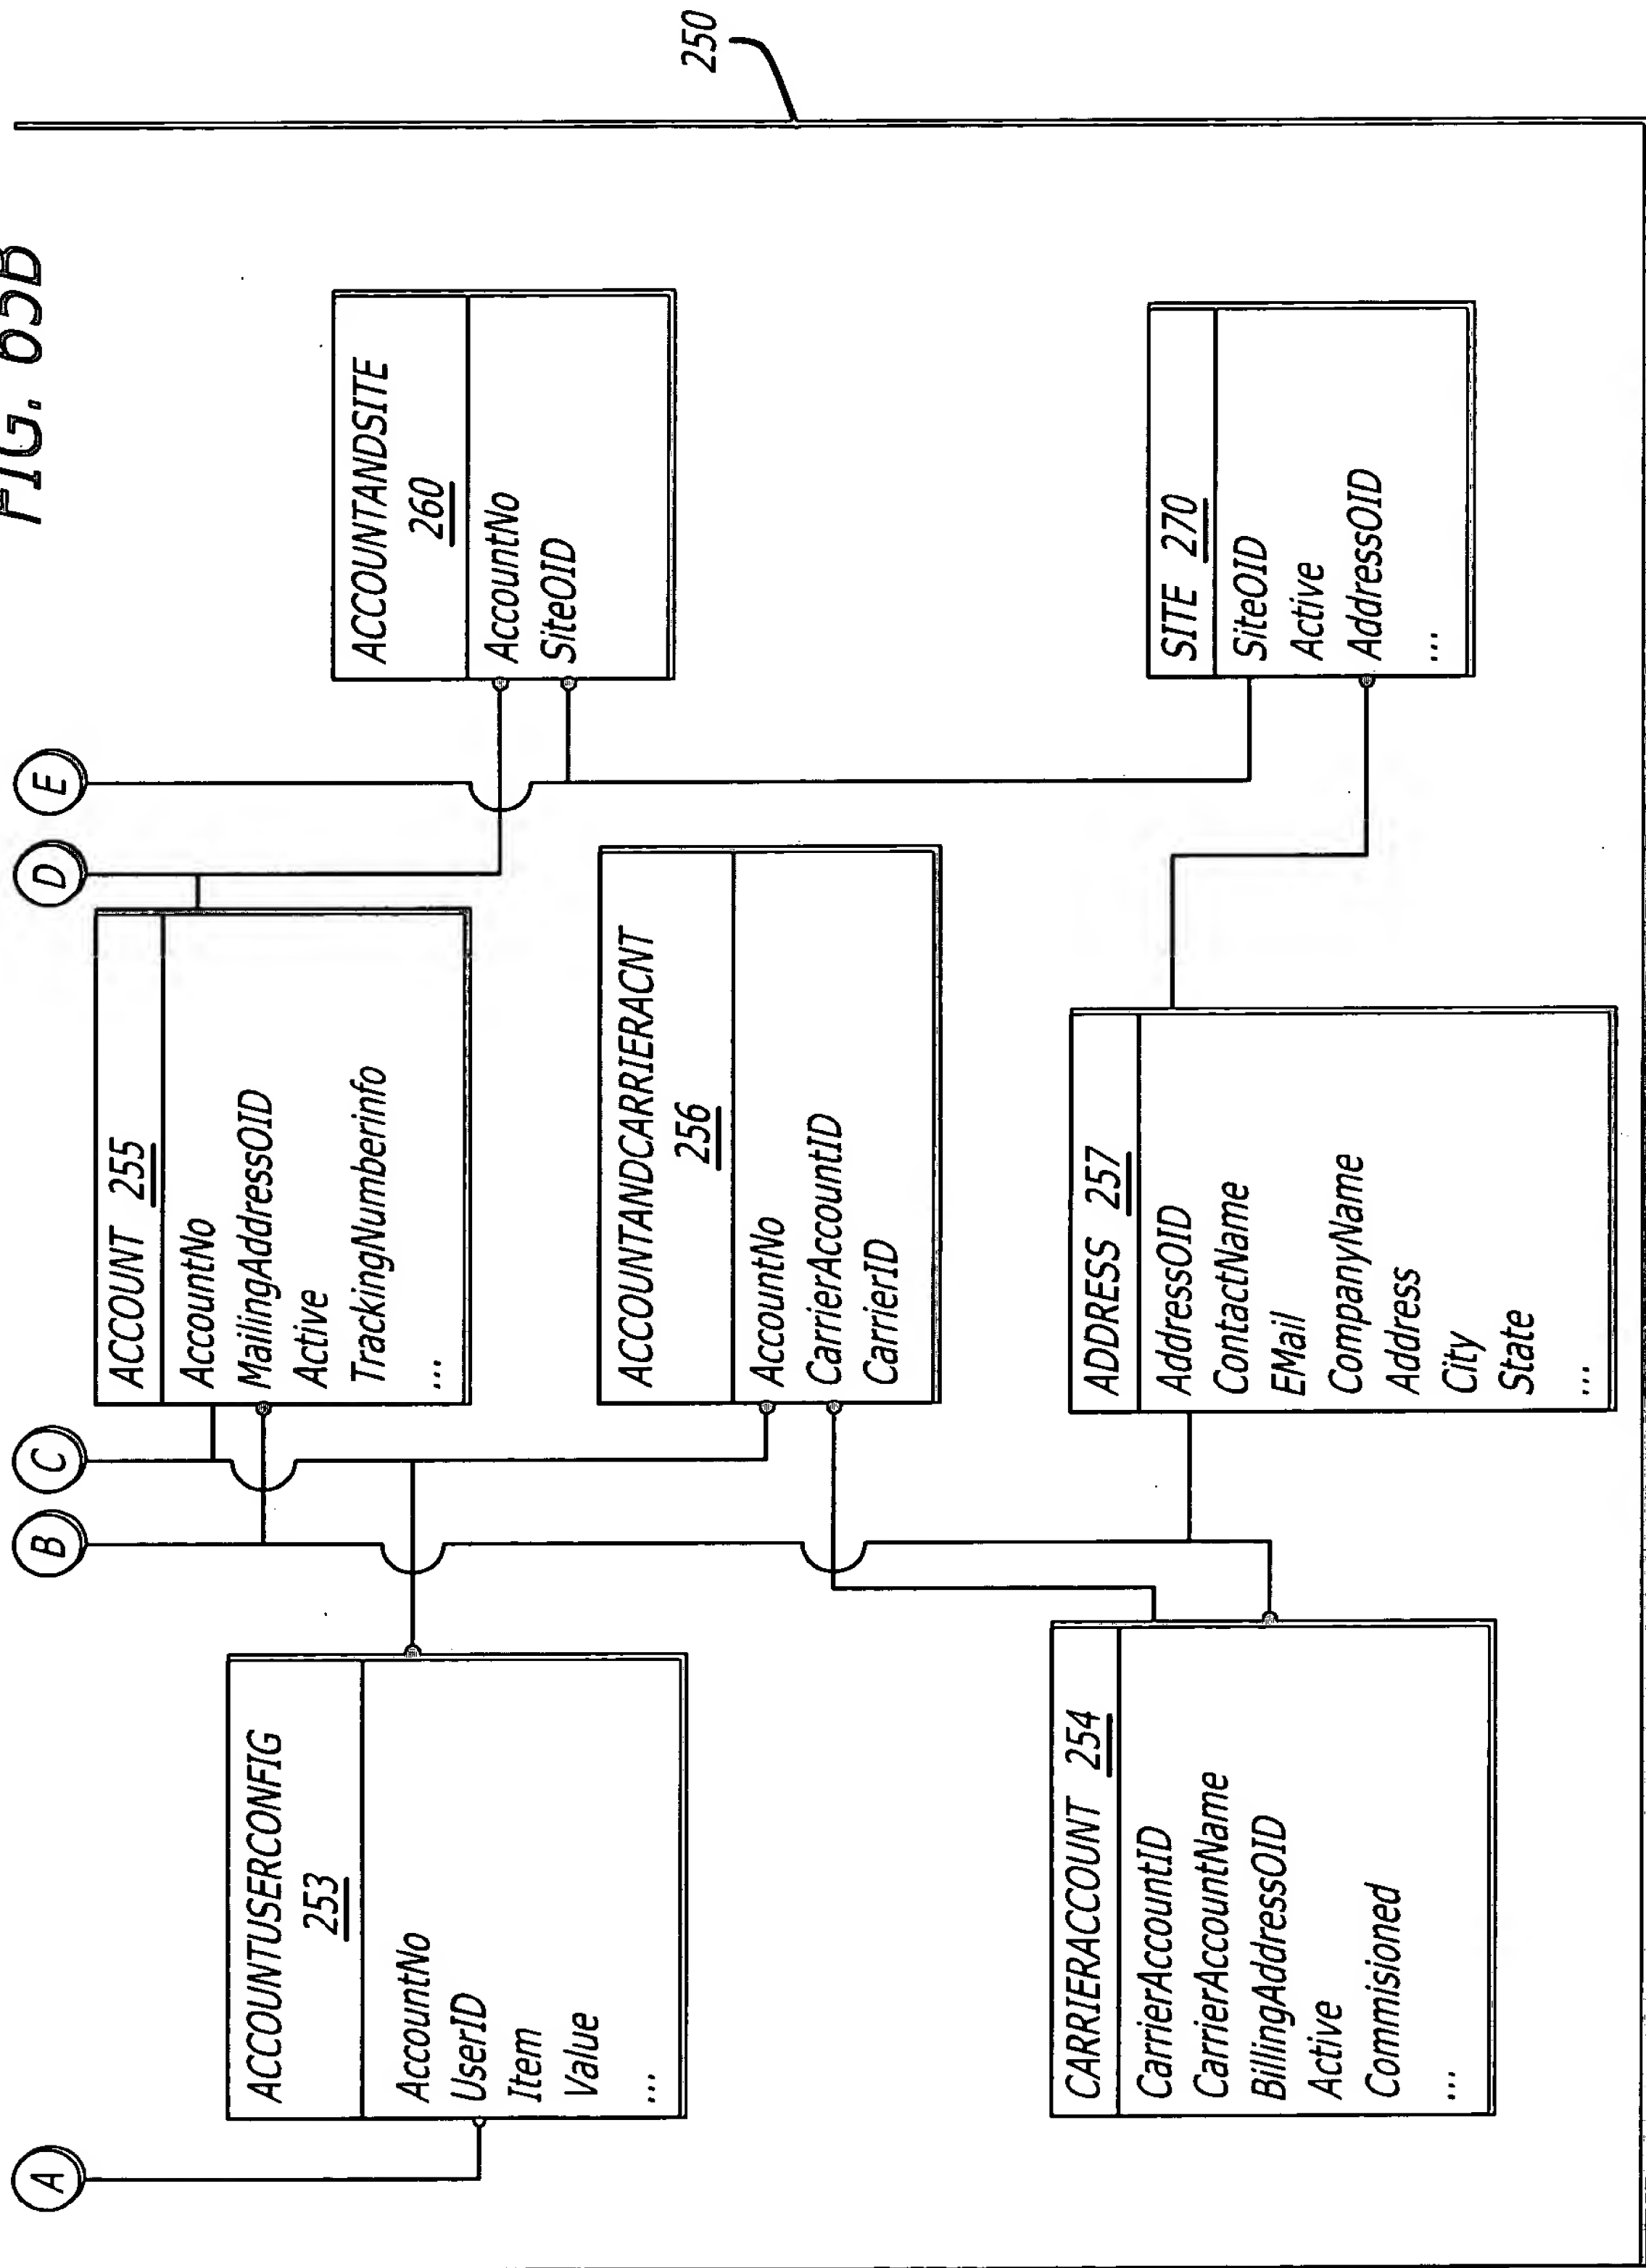 FIG. 65B
A
B
C
D
E
ACCOUNTUSERCONFIG
253
AccountNo
UserID
Item
Value
...
ACCOUNT 255
AccountNo
MailingAddressOID
Active
TrackingNumberinfo
...
ACCOUNTANDSITE
260
AccountNo
SiteOID
ACCOUNTANDCARRIERACNT
256
AccountNo
CarrierAccountID
CarrierID
250
CARRIERACCOUNT 254
CarrierAccountID
CarrierAccountName
BillingAddressOID
Active
Commisioned
...
ADDRESS 257
AddressOID
ContactName
EMail
CompanyName
Address
City
State
...
SITE 270
SiteOID
Active
AddressOID
...